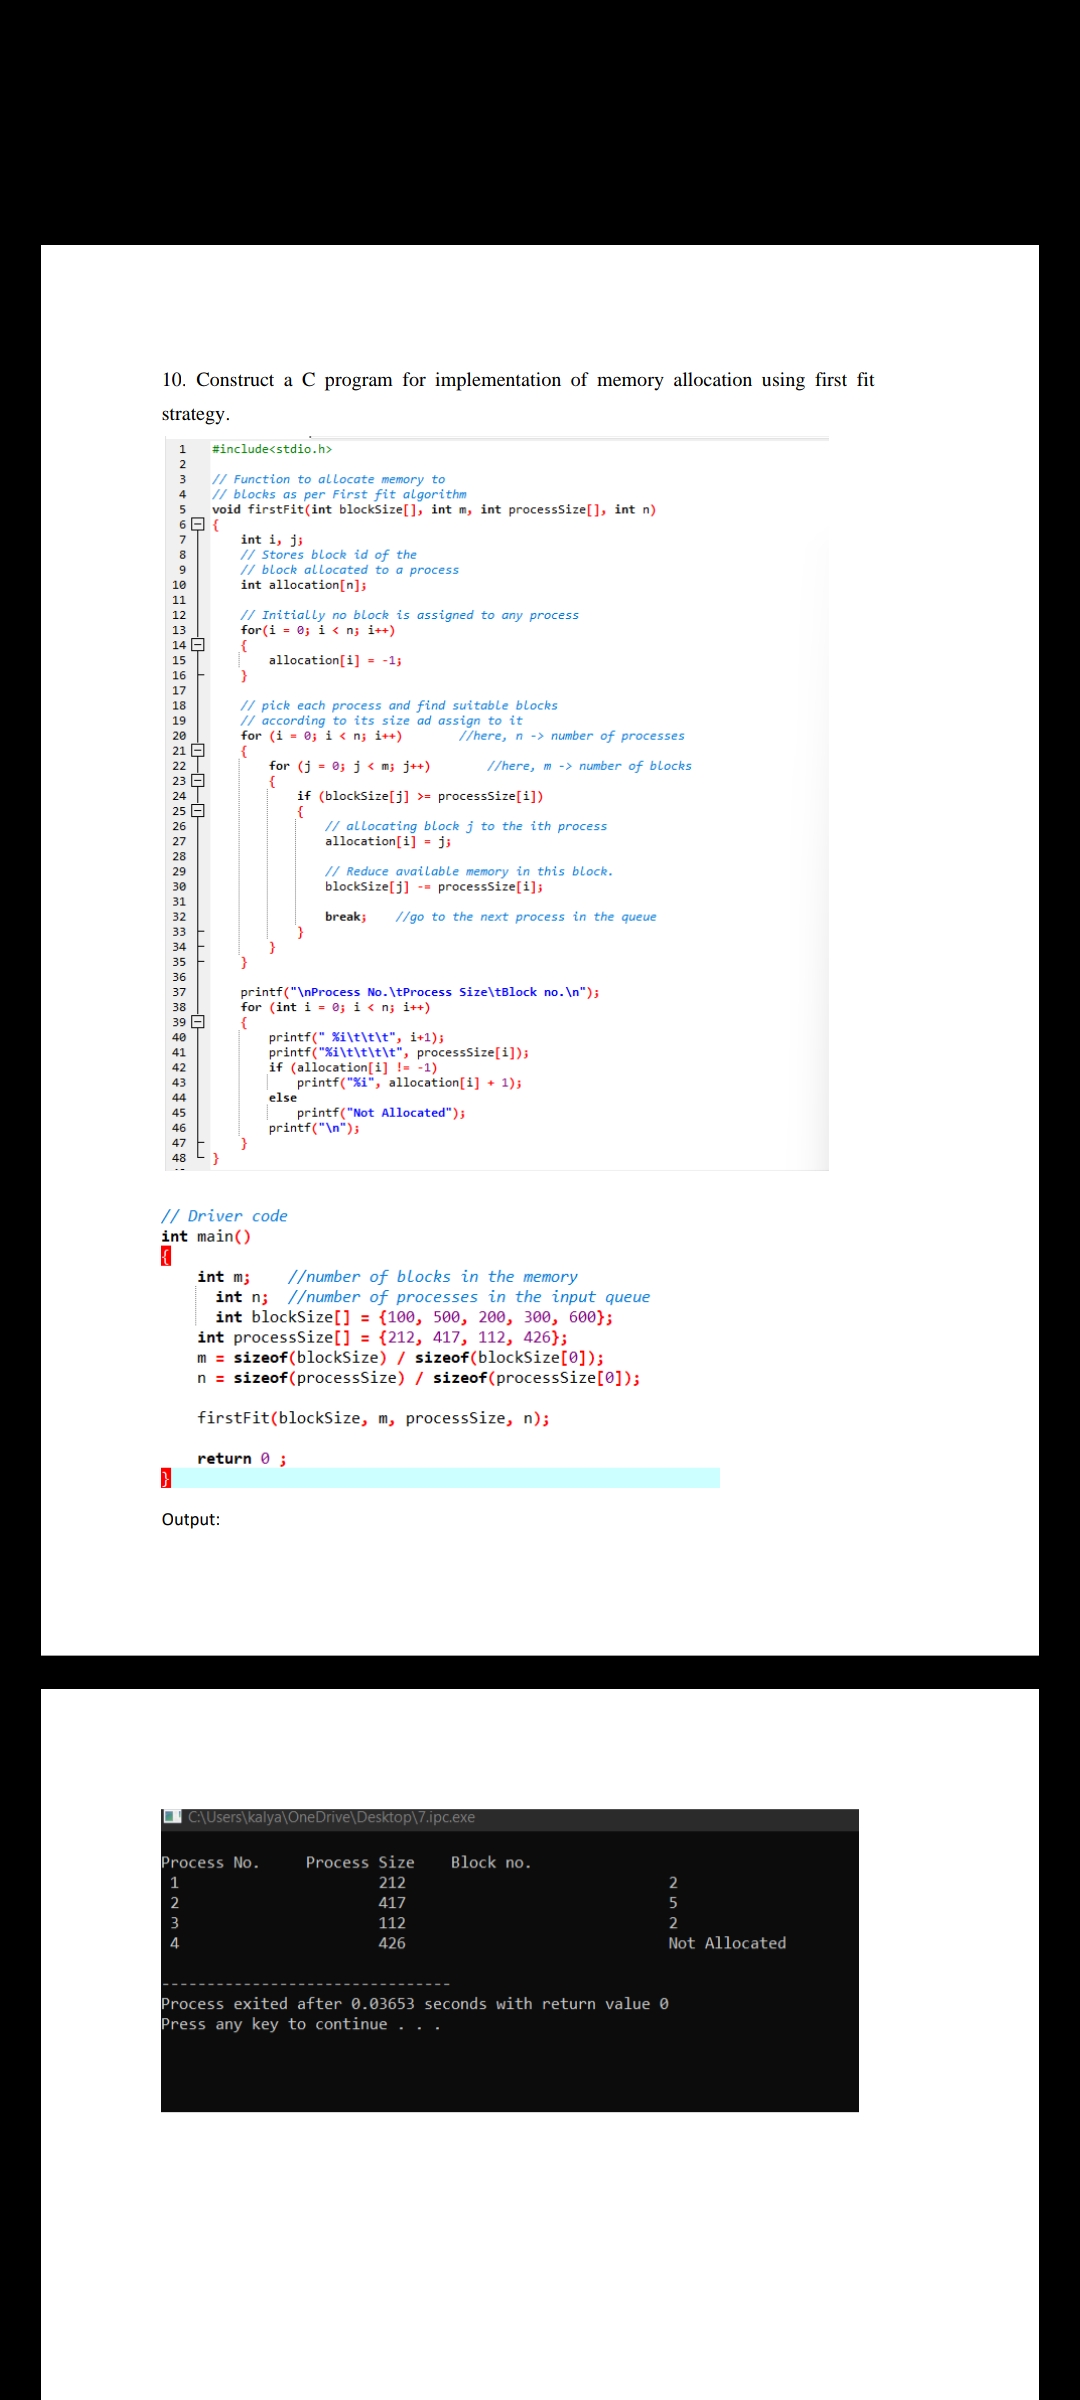 10. Construct a C program for implementation of memory allocation using first fit
strategy.
1 #include<stdio.h>
2
3 // Function to allocate memory to
4 // blocks as per First fit algorithm
5 void firstFit(int blockSize[], int m, int processSize[], int n)
6 {
7 int i, j;
8 // Stores block id of the
9 // block allocated to a process
10 int allocation[n];
11
12 // Initially no block is assigned to any process
13 for(i = 0; i < n; i++)
14 {
15 allocation[i] = -1;
16 }
17
18 // pick each process and find suitable blocks
19 // according to its size ad assign to it
20 for (i = 0; i < n; i++) //here, n -> number of processes
21 {
22 for (j = 0; j < m; j++) //here, m -> number of blocks
23 {
24 if (blockSize[j] >= processSize[i])
25 {
26 // allocating block j to the ith process
27 allocation[i] = j;
28
29 // Reduce available memory in this block.
30 blockSize[j] -= processSize[i];
31
32 break; //go to the next process in the queue
33 }
34 }
35 }
36
37 printf("\nProcess No.\tProcess Size\tBlock no.\n");
38 for (int i = 0; i < n; i++)
39 {
40 printf(" %i\t\t\t", i+1);
41 printf("%i\t\t\t\t", processSize[i]);
42 if (allocation[i] != -1)
43 printf("%i", allocation[i] + 1);
44 else
45 printf("Not Allocated");
46 printf("\n");
47 }
48 }
// Driver code
int main()
{
int m; //number of blocks in the memory
int n; //number of processes in the input queue
int blockSize[] = {100, 500, 200, 300, 600};
int processSize[] = {212, 417, 112, 426};
m = sizeof(blockSize) / sizeof(blockSize[0]);
n = sizeof(processSize) / sizeof(processSize[0]);
firstFit(blockSize, m, processSize, n);
return 0 ;
}
Output:
C:\Users\kalya\OneDrive\Desktop\7.ipc.exe
Process No. Process Size Block no.
1 212 2
2 417 5
3 112 2
4 426 Not Allocated
--------------------------------
Process exited after 0.03653 seconds with return value 0
Press any key to continue . . .